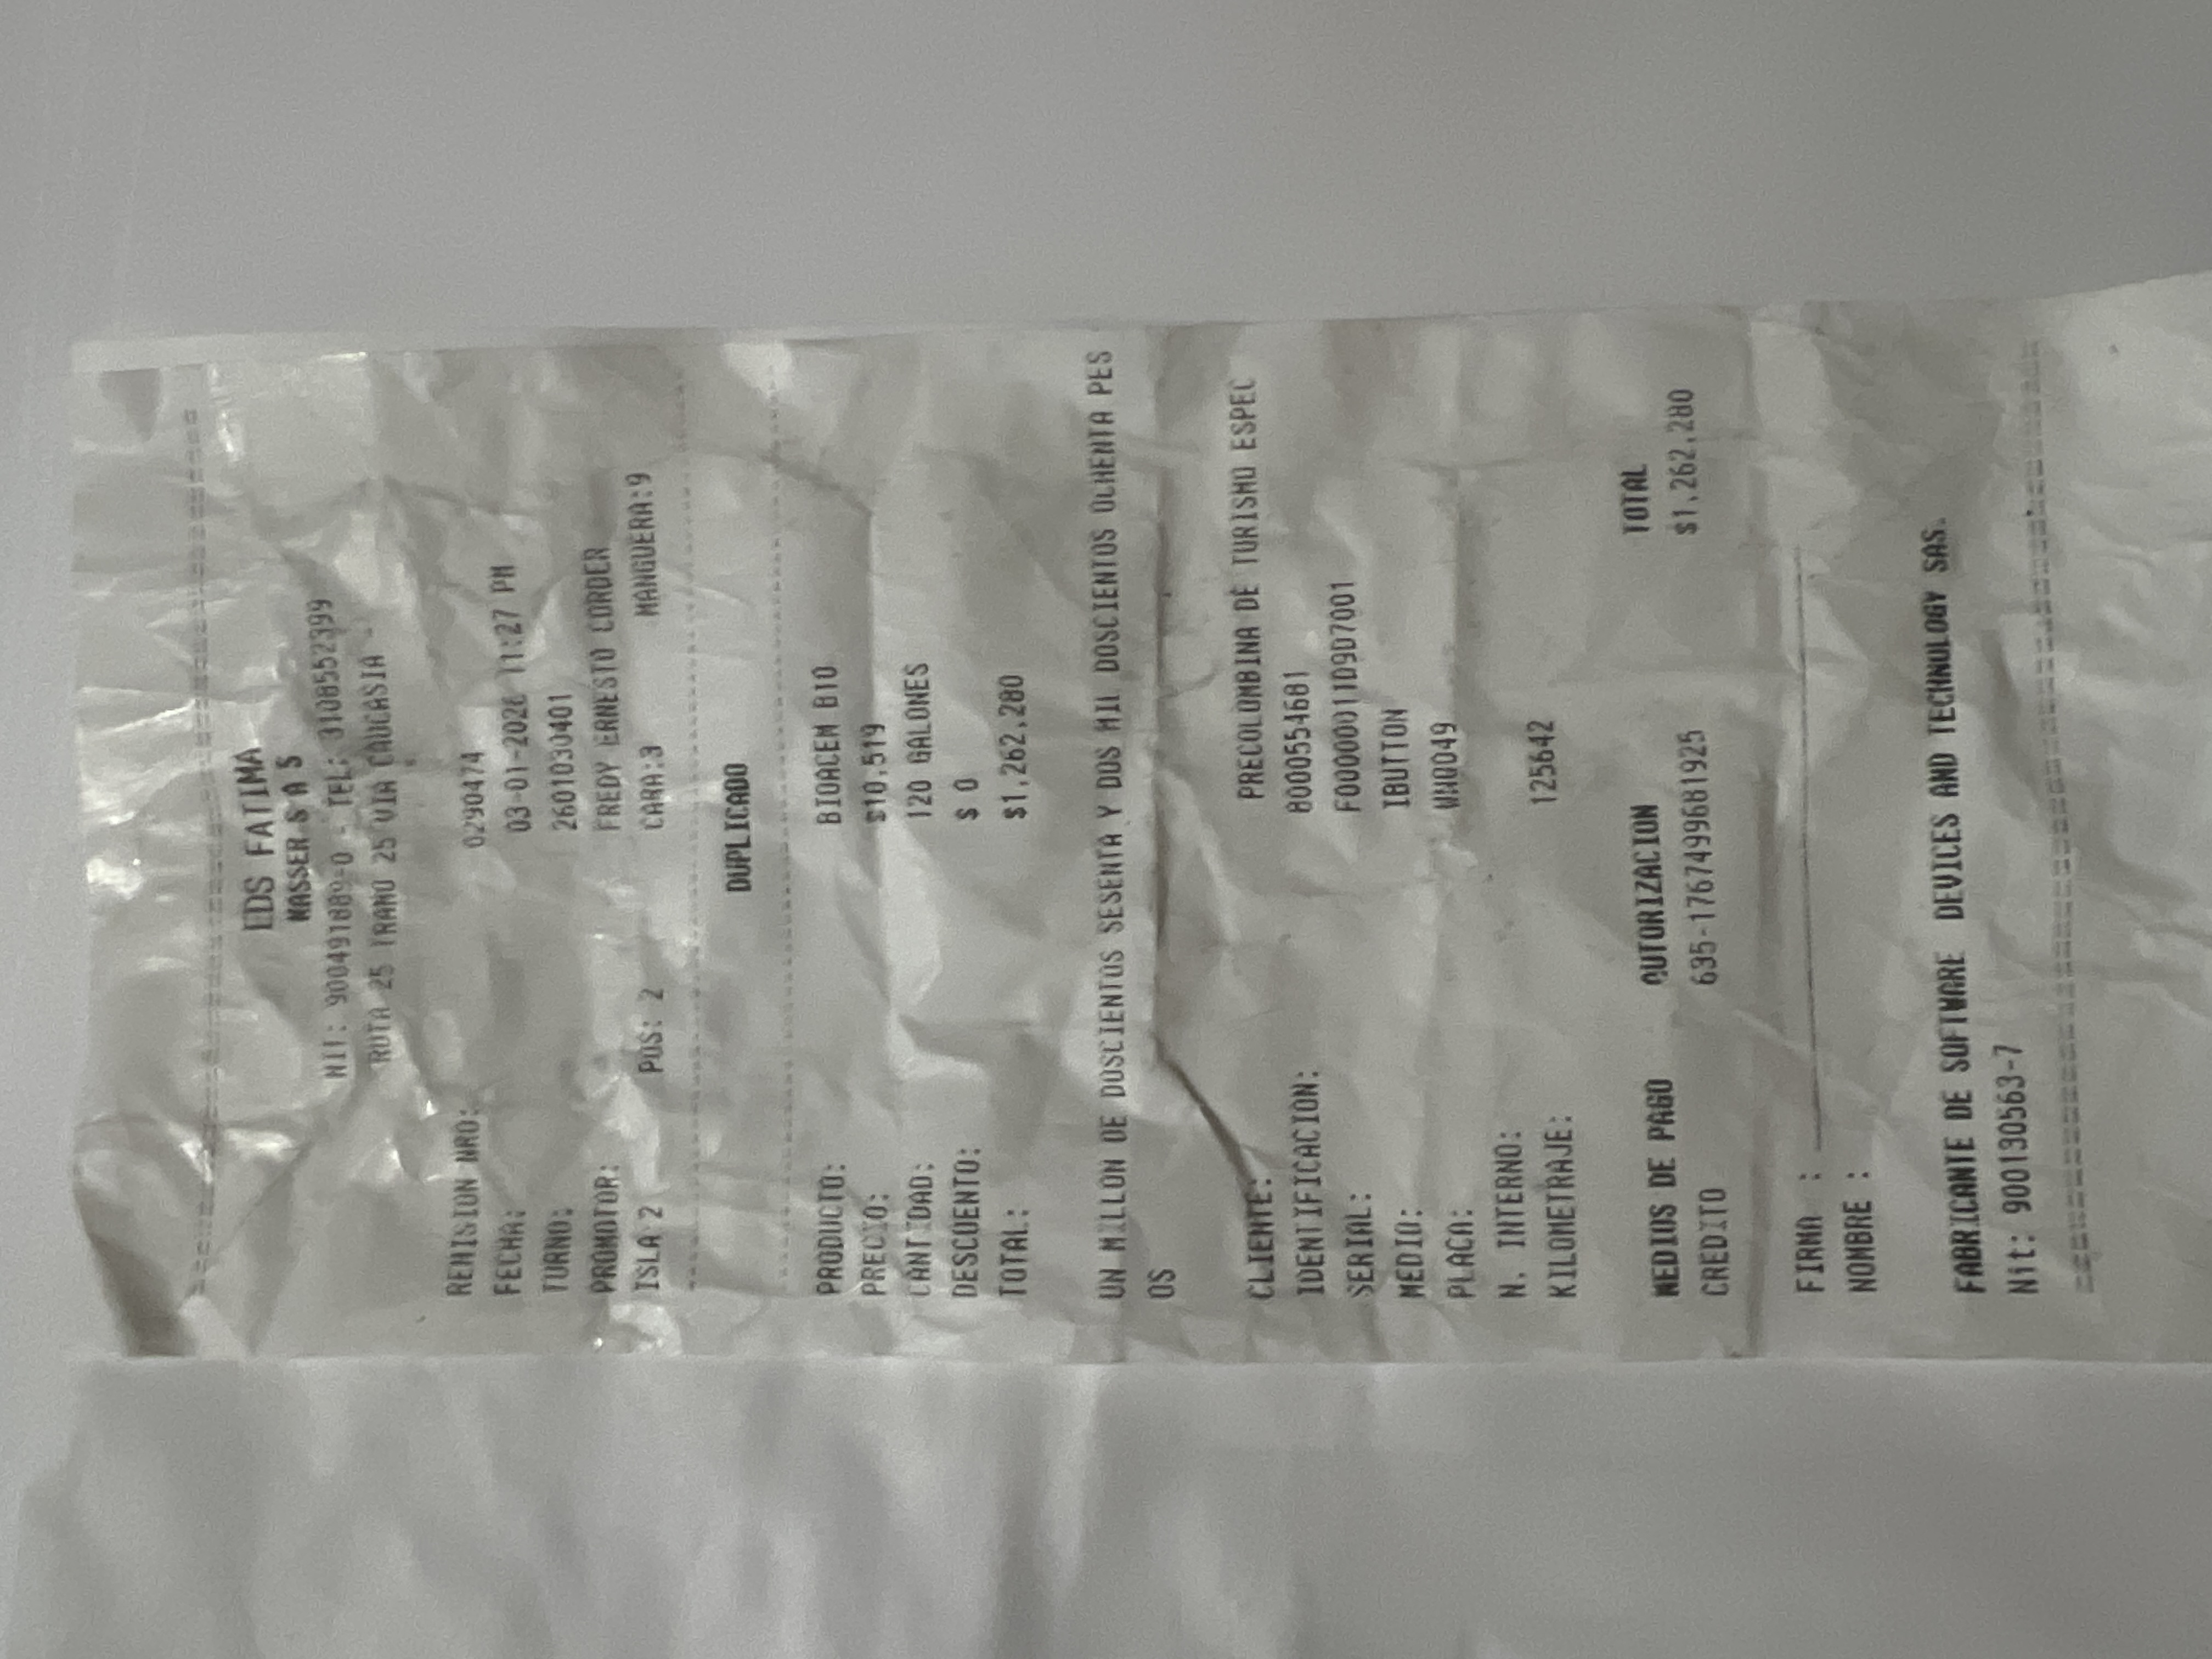 EDS FATIMA
MASSER S A S
NIT: 900491889-0 - TEL: 3108552399
RUTA 25 TRAMO 25 VIA CAUCASIA
REMISION NRO: 0290474
FECHA: 03-01-2026 11:27 PM
TURNO: 2601030401
PROMOTOR: FREDY ERNESTO CORDER
ISLA 2 POS: 2 CARA:3 MANGUERA:9
DUPLICADO
PRODUCTO: BIOACEM B10
PRECIO: $10,519
CANTIDAD: 120 GALONES
DESCUENTO: $ 0
TOTAL: $1,262,280
UN MILLON DE DOSCIENTOS SESENTA Y DOS MIL DOSCIENTOS OCHENTA PES
OS
CLIENTE: PRECOLOMBINA DE TURISMO ESPEC
IDENTIFICACION: 8000554681
SERIAL: F0000001109D7001
MEDIO: IBUTTON
PLACA:
N. INTERNO:
KILOMETRAJE: 125642
MEDIOS DE PAGO AUTORIZACION TOTAL
CREDITO 635-1767499681925 $1,262,280
FIRMA :
NOMBRE :
FABRICANTE DE SOFTWARE DEVICES AND TECHNOLOGY SAS.
Nit: 900130563-7